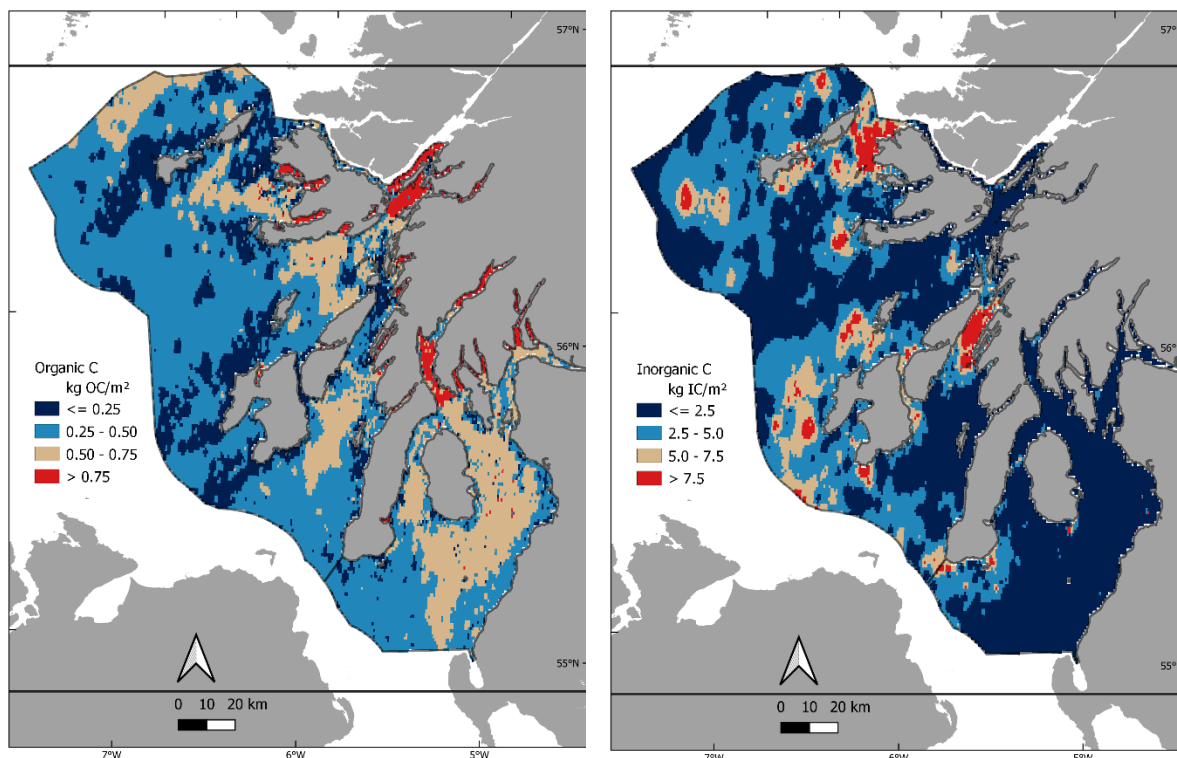 57°N
56°N
Organic C
kg OC/m²
<= 0.25
0.25 - 0.50
0.50 - 0.75
> 0.75
55°N
0 10 20 km
7°W
6°W
5°W
57°
56°N
Inorganic C
kg IC/m²
<= 2.5
2.5 - 5.0
5.0 - 7.5
> 7.5
55°
0 10 20 km